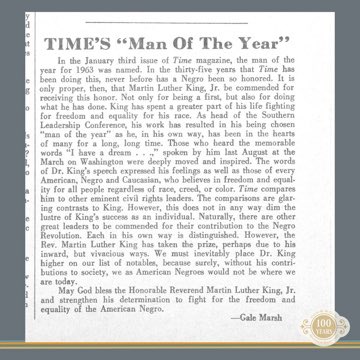 TIME'S "Man Of The Year"
In the January third issue of Time magazine, the man of the
year for 1963 was named. In the thirty-five years that Time has
been doing this, never before has a Negro been so honored. It is
only proper, then, that Martin Luther King, Jr. be commended for
receiving this honor. Not only for being a first, but also for doing
what he has done. King has spent a greater part of his life fighting
for freedom and equality for his race. As head of the Southern
Leadership Conference, his work has resulted in his being chosen
"man of the year" as he, in his own way, has been in the hearts
of many for a long, long time. Those who heard the memorable
words "I have a dream . . .," spoken by him last August at the
March on Washington were deeply moved and inspired. The words
of Dr. King's speech expressed his feelings as well as those of every
American, Negro and Caucasian, who believes in freedom and equal-
ity for all people regardless of race, creed, or color. Time compares
him to other eminent civil rights leaders. The comparisons are glar-
ing contrasts to King. However, this does not in any way dim the
lustre of King's success as an individual. Naturally, there are other
great leaders to be commended for their contribution to the Negro
Revolution. Each in his own way is distinguished. However, the
Rev. Martin Luther King has taken the prize, perhaps due to his
inward, but vivacious ways. We must inevitably place Dr. King
higher on our list of notables, because surely, without his contri-
butions to society, we as American Negroes would not be where we
are today.
May God bless the Honorable Reverend Martin Luther King, Jr.
and strengthen his determination to fight for the freedom and
equality of the American Negro.
—Gale Marsh
100
YEARS